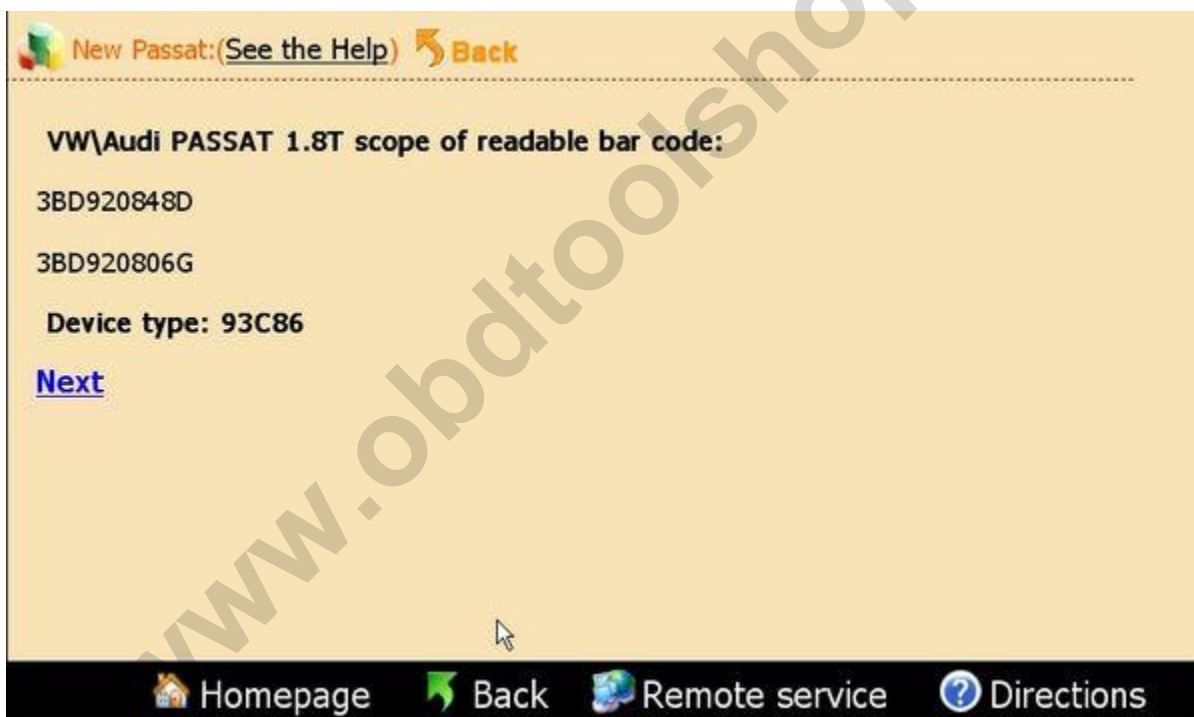 New Passat:(See the Help) Back
VW\Audi PASSAT 1.8T scope of readable bar code:
3BD920848D
3BD920806G
Device type: 93C86
Next
www.obdtoolsho
Homepage Back Remote service Directions